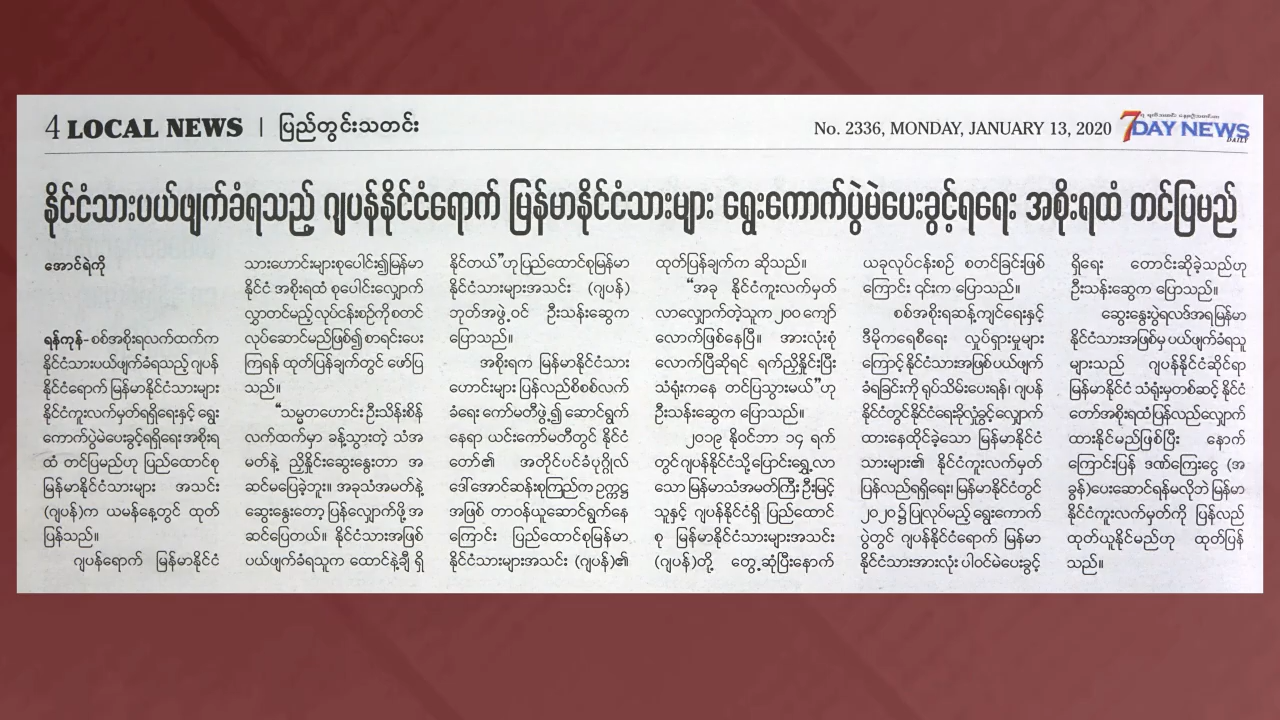 4 LOCAL NEWS | ပြည်တွင်းသတင်း
No. 2336, MONDAY, JANUARY 13, 2020 7DAY NEWS DAILY
နိုင်ငံသားပယ်ဖျက်ခံရသည့် ဂျပန်နိုင်ငံရောက် မြန်မာနိုင်ငံသားများ ရွေးကောက်ပွဲမဲပေးခွင့်ရရေး အစိုးရထံ တင်ပြမည်
အောင်ရဲကို
ရန်ကုန်- စစ်အစိုးရလက်ထက်က
နိုင်ငံသားပယ်ဖျက်ခံရသည့် ဂျပန်
နိုင်ငံရောက် မြန်မာနိုင်ငံသားများ
နိုင်ငံကူးလက်မှတ်ရရှိရေးနှင့် ရွေး
ကောက်ပွဲမဲပေးခွင့်ရရှိရေး အစိုးရ
ထံ တင်ပြမည်ဟု ပြည်ထောင်စု
မြန်မာနိုင်ငံသားများ အသင်း
(ဂျပန်)က ယမန်နေ့တွင် ထုတ်
ပြန်သည်။
ဂျပန်ရောက် မြန်မာနိုင်ငံ
သားဟောင်းများစုပေါင်း၍မြန်မာ
နိုင်ငံ အစိုးရထံ စုပေါင်းလျှောက်
လွှာတင်မည့်လုပ်ငန်းစဉ်ကိုစတင်
လုပ်ဆောင်မည်ဖြစ်၍ စာရင်းပေး
ကြရန် ထုတ်ပြန်ချက်တွင် ဖော်ပြ
သည်။
“သမ္မတဟောင်း ဦးသိန်းစိန်
လက်ထက်မှာ ခန့်သွားတဲ့ သံအ
မတ်နဲ့ ညှိနှိုင်းဆွေးနွေးတာ အ
ဆင်မပြေခဲ့ဘူး။ အခုသံအမတ်နဲ့
ဆွေးနွေးတော့ ပြန်လျှောက်ဖို့ အ
ဆင်ပြေတယ်။ နိုင်ငံသားအဖြစ်
ပယ်ဖျက်ခံရသူက ထောင်နဲ့ချီ ရှိ
နိုင်တယ်”ဟုပြည်ထောင်စုမြန်မာ
နိုင်ငံသားများအသင်း (ဂျပန်)
ဘုတ်အဖွဲ့ဝင် ဦးသန်းဆွေက
ပြောသည်။
အစိုးရက မြန်မာနိုင်ငံသား
ဟောင်းများ ပြန်လည်စိစစ်လက်
ခံရေး ကော်မတီဖွဲ့၍ ဆောင်ရွက်
နေရာ ယင်းကော်မတီတွင် နိုင်ငံ
တော်၏ အတိုင်ပင်ခံပုဂ္ဂိုလ်
ဒေါ်အောင်ဆန်းစုကြည်က ဥက္ကဋ္ဌ
အဖြစ် တာဝန်ယူဆောင်ရွက်နေ
ကြောင်း ပြည်ထောင်စုမြန်မာ
နိုင်ငံသားများအသင်း (ဂျပန်)၏
ထုတ်ပြန်ချက်က ဆိုသည်။
“အခု နိုင်ငံကူးလက်မှတ်
လာလျှောက်တဲ့သူက ၂၀၀ ကျော်
လောက်ဖြစ်နေပြီ။ အားလုံးစုံ
လောက်ပြီဆိုရင် ရက်ညှိနှိုင်းပြီး
သံရုံးကနေ တင်ပြသွားမယ်”ဟု
ဦးသန်းဆွေက ပြောသည်။
၂၀၁၉ နိုဝင်ဘာ ၁၄ ရက်
တွင်ဂျပန်နိုင်ငံသို့ပြောင်းရွှေ့လာ
သော မြန်မာသံအမတ်ကြီး ဦးမြင့်
သူနှင့် ဂျပန်နိုင်ငံရှိ ပြည်ထောင်
စု မြန်မာနိုင်ငံသားများအသင်း
(ဂျပန်)တို့ တွေ့ဆုံပြီးနောက်
ယခုလုပ်ငန်းစဉ် စတင်ခြင်းဖြစ်
ကြောင်း ၎င်းက ပြောသည်။
စစ်အစိုးရဆန့်ကျင်ရေးနှင့်
ဒီမိုကရေစီရေး လှုပ်ရှားမှုများ
ကြောင့်နိုင်ငံသားအဖြစ်ပယ်ဖျက်
ခံရခြင်းကို ရုပ်သိမ်းပေးရန်၊ ဂျပန်
နိုင်ငံတွင်နိုင်ငံရေးခိုလှုံခွင့်လျှောက်
ထားနေထိုင်ခဲ့သော မြန်မာနိုင်ငံ
သားများ၏ နိုင်ငံကူးလက်မှတ်
ပြန်လည်ရရှိရေး၊ မြန်မာနိုင်ငံတွင်
၂၀၂၀၌ ပြုလုပ်မည့် ရွေးကောက်
ပွဲတွင် ဂျပန်နိုင်ငံရောက် မြန်မာ
နိုင်ငံသားအားလုံး ပါဝင်မဲပေးခွင့်
ရှိရေး တောင်းဆိုခဲ့သည်ဟု
ဦးသန်းဆွေက ပြောသည်။
ဆွေးနွေးပွဲရလဒ်အရမြန်မာ
နိုင်ငံသားအဖြစ်မှ ပယ်ဖျက်ခံရသူ
များသည် ဂျပန်နိုင်ငံဆိုင်ရာ
မြန်မာနိုင်ငံ သံရုံးမှတစ်ဆင့် နိုင်ငံ
တော်အစိုးရထံပြန်လည်လျှောက်
ထားနိုင်မည်ဖြစ်ပြီး နောက်
ကြောင်းပြန် ဒဏ်ကြေးငွေ (အ
ခွန်)ပေးဆောင်ရန်မလိုဘဲ မြန်မာ
နိုင်ငံကူးလက်မှတ်ကို ပြန်လည်
ထုတ်ယူနိုင်မည်ဟု ထုတ်ပြန်
သည်။